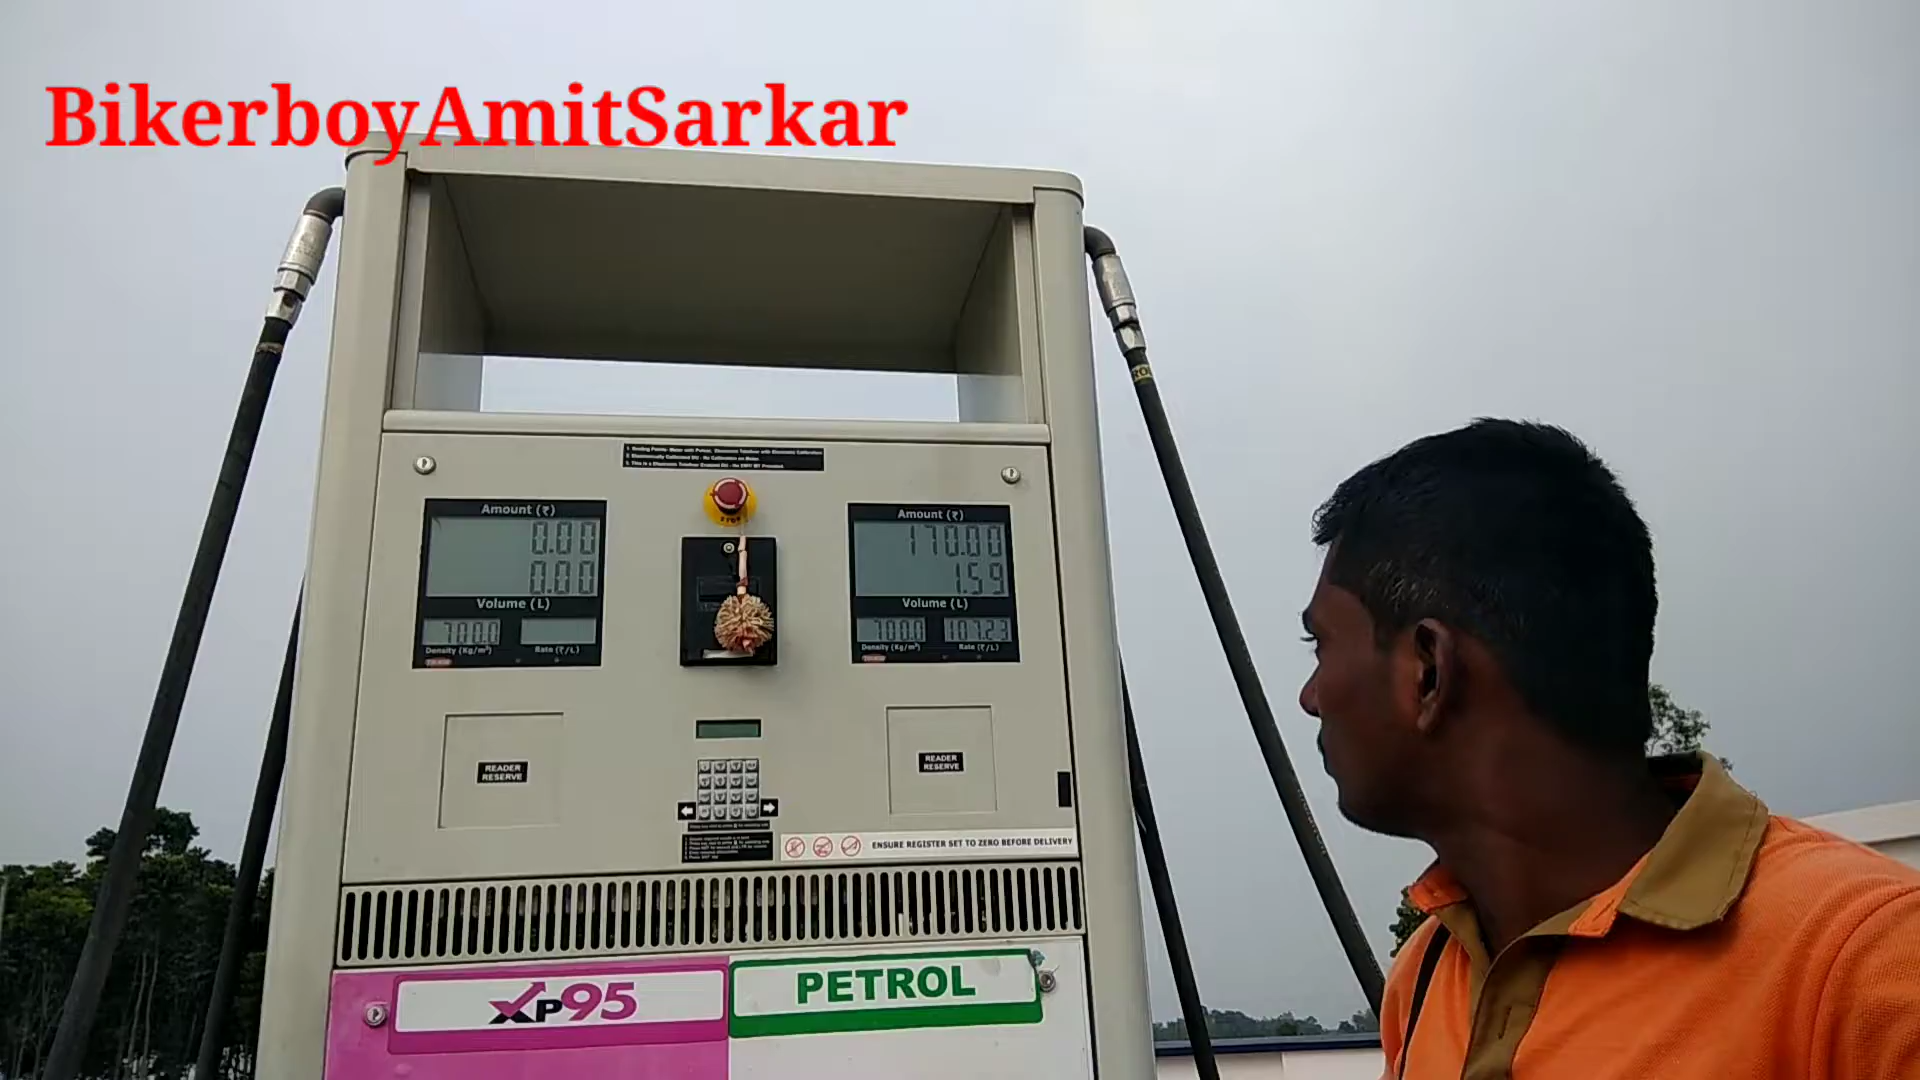 BikerboyAmitSarkar
STOP
Amount (₹)
0.00
0.00
Volume (L)
700.0
Density (Kg/m³) Rate (₹/L)
Amount (₹)
170.00
1.59
Volume (L)
700.0 107.23
Density (Kg/m³) Rate (₹/L)
READER
RESERVE
READER
RESERVE
ENSURE REGISTER SET TO ZERO BEFORE DELIVERY
XP95
PETROL